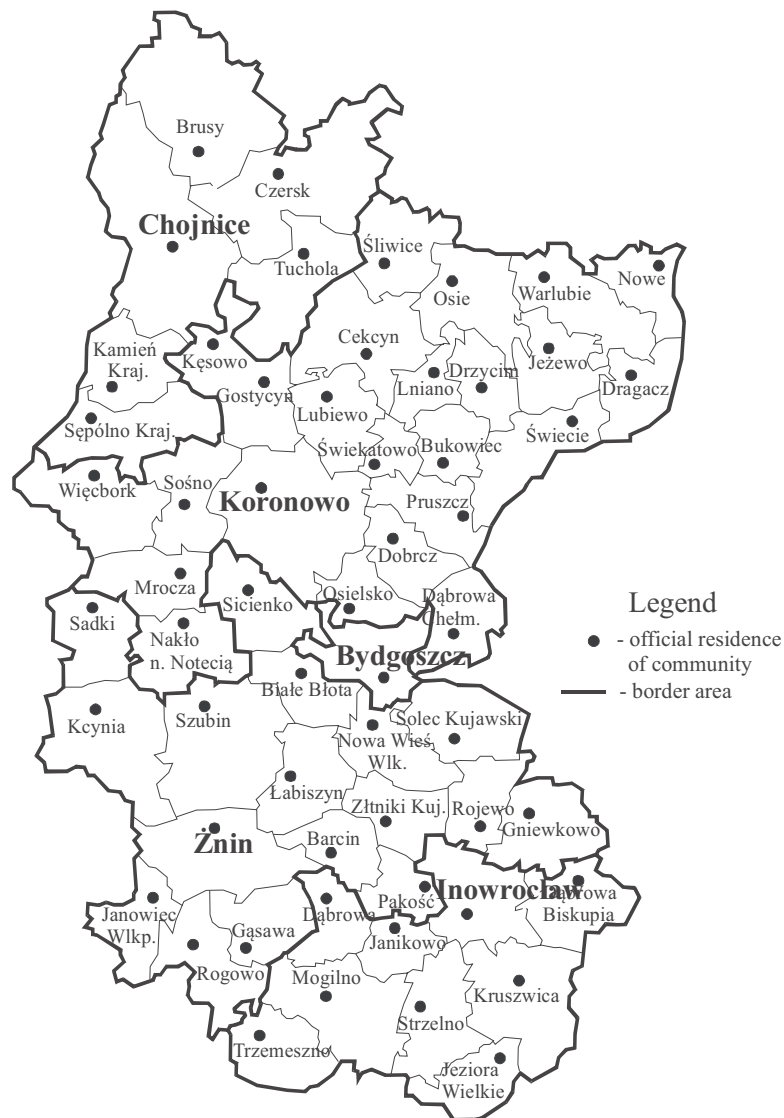 Brusy
Czersk
Chojnice
Tuchola
Śliwice
Osie
Warlubie
Nowe
Cekcyn
Kamień
Kraj.
Kęsowo
Gostycyn
Lniano
Drzycim
Jeżewo
Dragacz
Lubiewo
Sępólno Kraj.
Świekatowo
Bukowiec
Świecie
Więcbork
Sośno
Koronowo
Pruszcz
Dobrcz
Mrocza
Sicienko
Osielsko
Dąbrowa
Chełm.
Sadki
Nakło
n. Notecią
Bydgoszcz
Białe Błota
Legend
- official residence
of community
- border area
Kcynia
Szubin
Solec Kujawski
Nowa Wieś
Wlk.
Łabiszyn
Złtniki Kuj.
Rojewo
Gniewkowo
Żnin
Barcin
Pakość
Inowrocław
Dąbrowa
Biskupia
Janowiec
Wlkp.
Dąbrowa
Gąsawa
Janikowo
Rogowo
Mogilno
Kruszwica
Strzelno
Trzemeszno
Jeziora
Wielkie